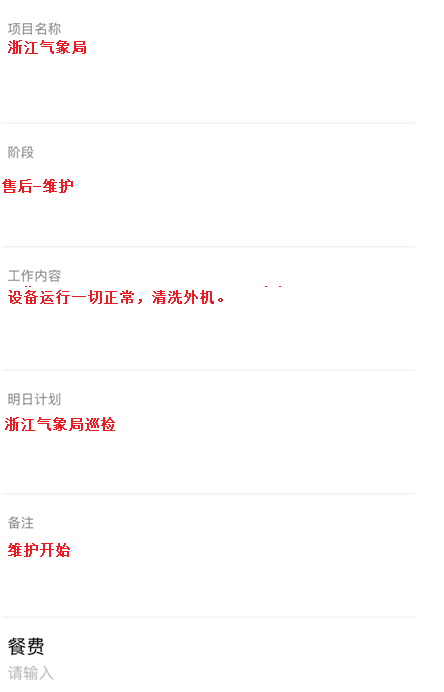 项目名称
浙江气象局
阶段
售后-维护
工作内容
设备运行一切正常，清洗外机。
明日计划
浙江气象局巡检
备注
维护开始
餐费
请输入